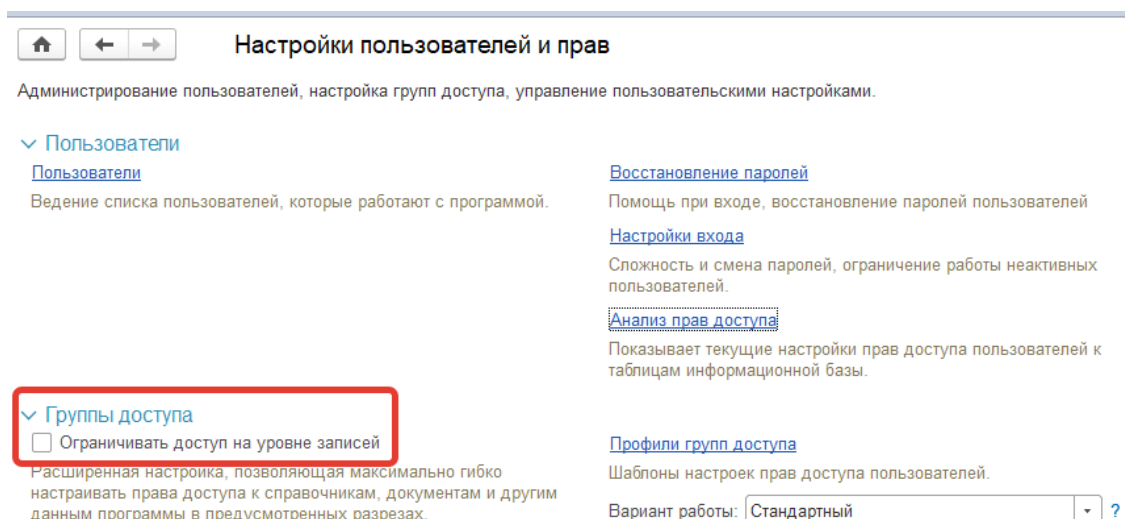 Настройки пользователей и прав
Администрирование пользователей, настройка групп доступа, управление пользовательскими настройками.
Пользователи
Пользователи
Ведение списка пользователей, которые работают с программой.
Восстановление паролей
Помощь при входе, восстановление паролей пользователей
Настройки входа
Сложность и смена паролей, ограничение работы неактивных
пользователей.
Анализ прав доступа
Показывает текущие настройки прав доступа пользователей к
таблицам информационной базы.
Группы доступа
Ограничивать доступ на уровне записей
Расширенная настройка, позволяющая максимально гибко
настраивать права доступа к справочникам, документам и другим
данным программы в предусмотренных разрезах.
Профили групп доступа
Шаблоны настроек прав доступа пользователей.
Вариант работы: Стандартный ?